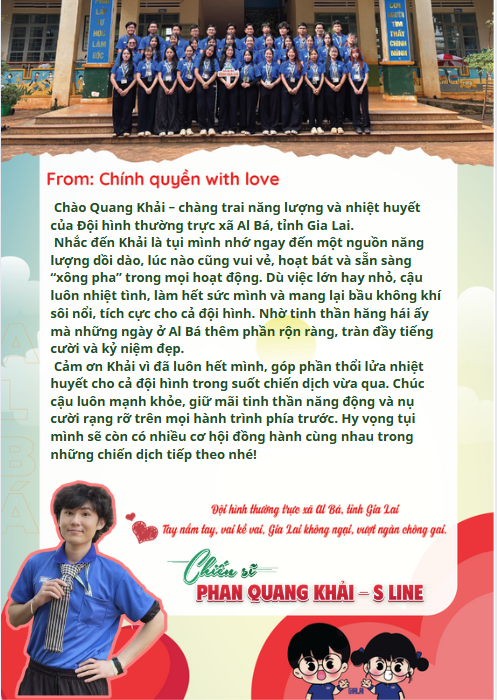 From: Chính quyền with love
Chào Quang Khải – chàng trai năng lượng và nhiệt huyết
của Đội hình thường trực xã Al Bá, tỉnh Gia Lai.
Nhắc đến Khải là tụi mình nhớ ngay đến một nguồn năng
lượng dồi dào, lúc nào cũng vui vẻ, hoạt bát và sẵn sàng
“xông pha” trong mọi hoạt động. Dù việc lớn hay nhỏ, cậu
luôn nhiệt tình, làm hết sức mình và mang lại bầu không khí
sôi nổi, tích cực cho cả đội hình. Nhờ tinh thần hăng hái ấy
mà những ngày ở Al Bá thêm phần rộn ràng, tràn đầy tiếng
cười và kỷ niệm đẹp.
Cảm ơn Khải vì đã luôn hết mình, góp phần thổi lửa nhiệt
huyết cho cả đội hình trong suốt chiến dịch vừa qua. Chúc
cậu luôn mạnh khỏe, giữ mãi tinh thần năng động và nụ
cười rạng rỡ trên mọi hành trình phía trước. Hy vọng tụi
mình sẽ còn có nhiều cơ hội đồng hành cùng nhau trong
những chiến dịch tiếp theo nhé!
Đội hình thường trực xã Al Bá, tỉnh Gia Lai
Tay nắm tay, vai kề vai, Gia Lai không ngại, vượt ngàn chông gai.
Chiến sĩ
PHAN QUANG KHẢI – S LINE